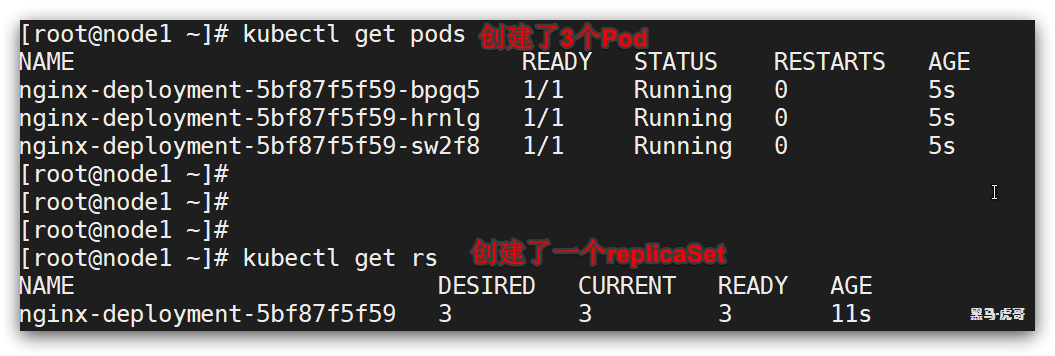 [root@node1 ~]# kubectl get pods 创建了3个Pod
NAME READY STATUS RESTARTS AGE
nginx-deployment-5bf87f5f59-bpgq5 1/1 Running 0 5s
nginx-deployment-5bf87f5f59-hrnlg 1/1 Running 0 5s
nginx-deployment-5bf87f5f59-sw2f8 1/1 Running 0 5s
[root@node1 ~]#
[root@node1 ~]#
[root@node1 ~]#
[root@node1 ~]# kubectl get rs 创建了一个replicaSet
NAME DESIRED CURRENT READY AGE
nginx-deployment-5bf87f5f59 3 3 3 11s
黑马-虎哥